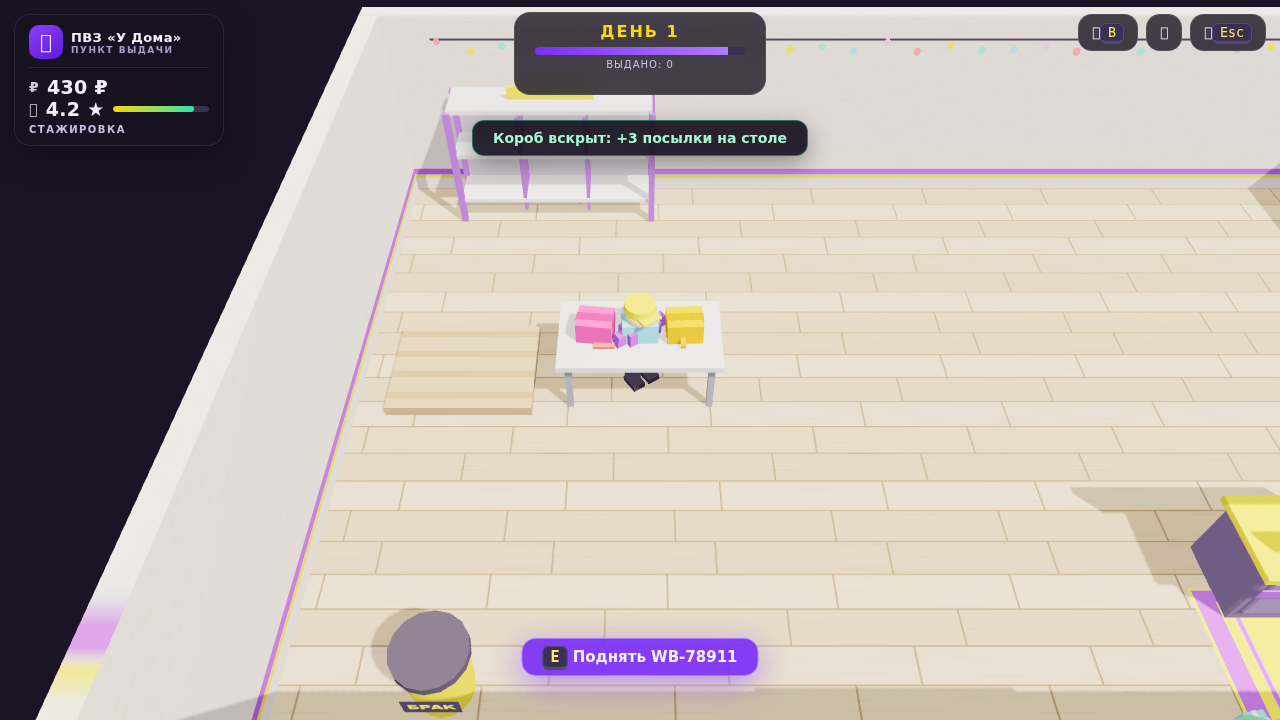 ПВЗ «У Дома»
ПУНКТ ВЫДАЧИ
₽ 430 ₽
4.2 ★
СТАЖИРОВКА
ДЕНЬ 1
ВЫДАНО: 0
B
Esc
Короб вскрыт: +3 посылки на столе
E Поднять WB-78911
БРАК